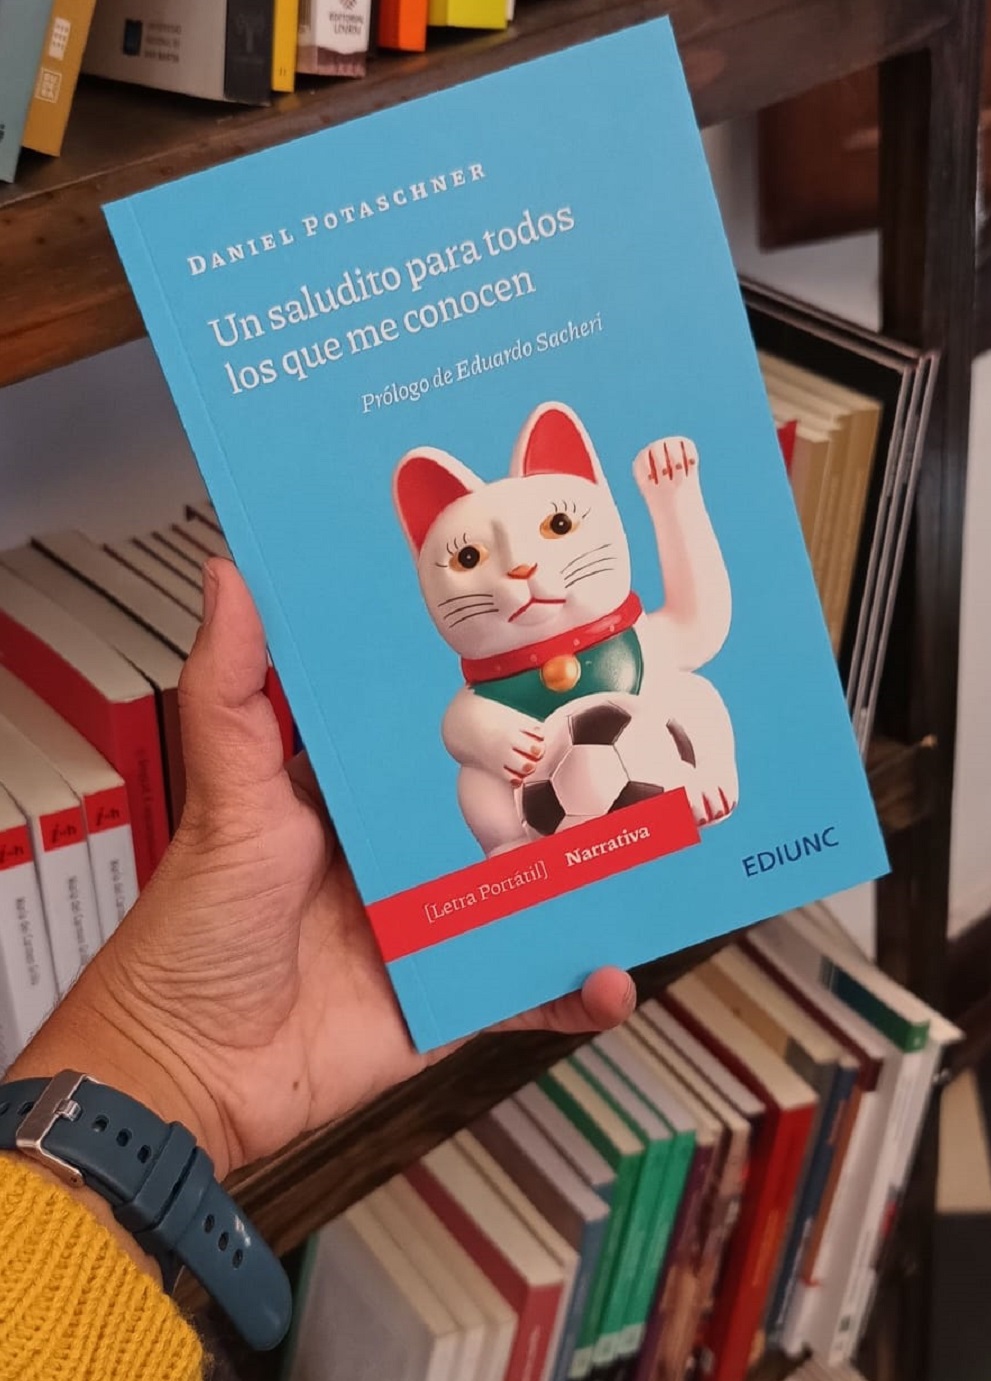 DANIEL POTASCHNER
Un saludito para todos
los que me conocen
Prólogo de Eduardo Sacheri
[Letra Portátil] Narrativa
EDIUNC